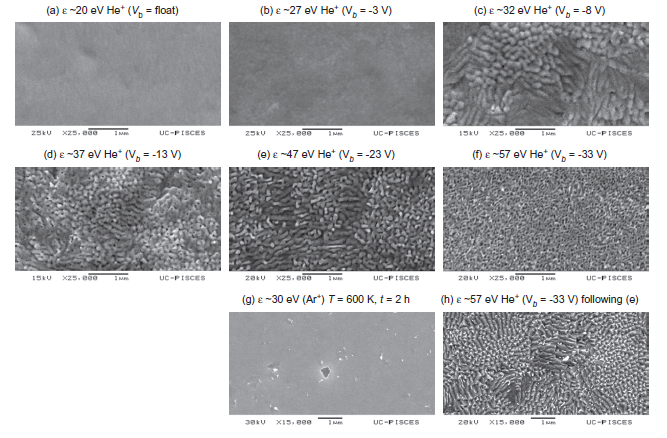 (a) ε ~20 eV He⁺ (V_b = float)
(b) ε ~27 eV He⁺ (V_b = -3 V)
(c) ε ~32 eV He⁺ (V_b = -8 V)
25kV X25,000 1μm UC-PISCES
25kV X25,000 1μm UC-PISCES
15kV X25,000 1μm UC-PISCES
(d) ε ~37 eV He⁺ (V_b = -13 V)
(e) ε ~47 eV He⁺ (V_b = -23 V)
(f) ε ~57 eV He⁺ (V_b = -33 V)
15kV X25,000 1μm UC-PISCES
20kV X25,000 1μm UC-PISCES
20kV X25,000 1μm UC-PISCES
(g) ε ~30 eV (Ar⁺) T = 600 K, t = 2 h
(h) ε ~57 eV He⁺ (V_b = -33 V) following (e)
30kV X15,000 1μm UC-PISCES
20kV X15,000 1μm UC-PISCES